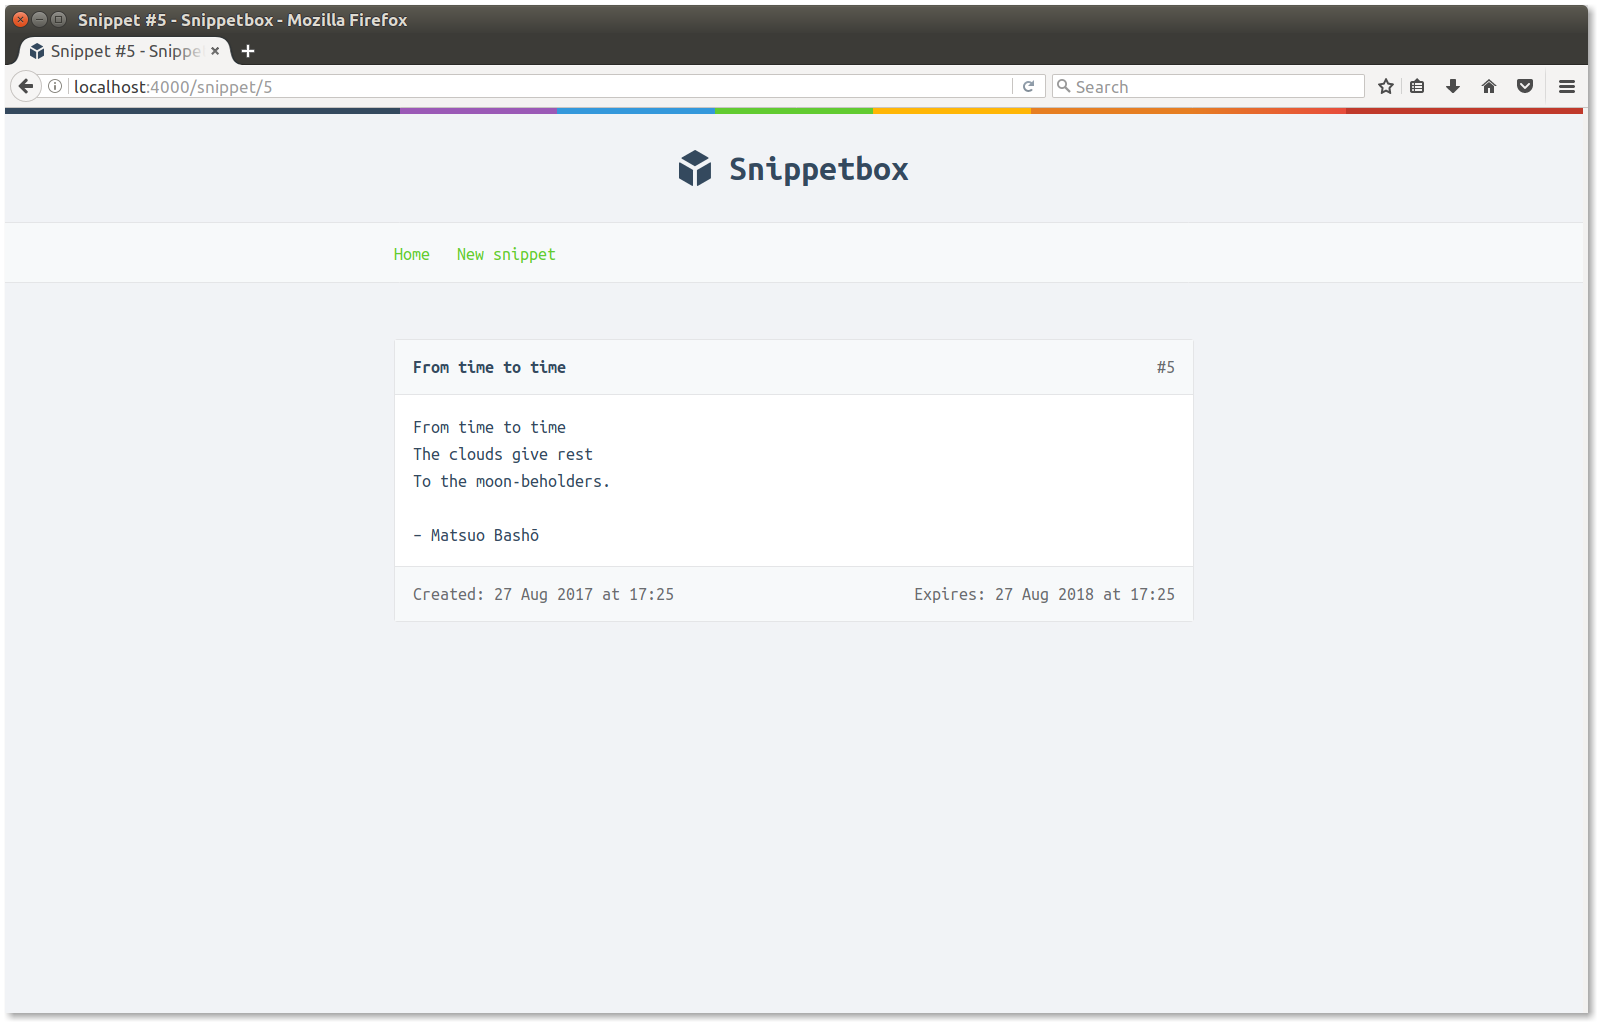 Snippet #5 - Snippetbox - Mozilla Firefox
Snippet #5 - Snippe
localhost:4000/snippet/5
Search
Snippetbox
Home New snippet
From time to time #5
From time to time
The clouds give rest
To the moon-beholders.
– Matsuo Bashō
Created: 27 Aug 2017 at 17:25 Expires: 27 Aug 2018 at 17:25